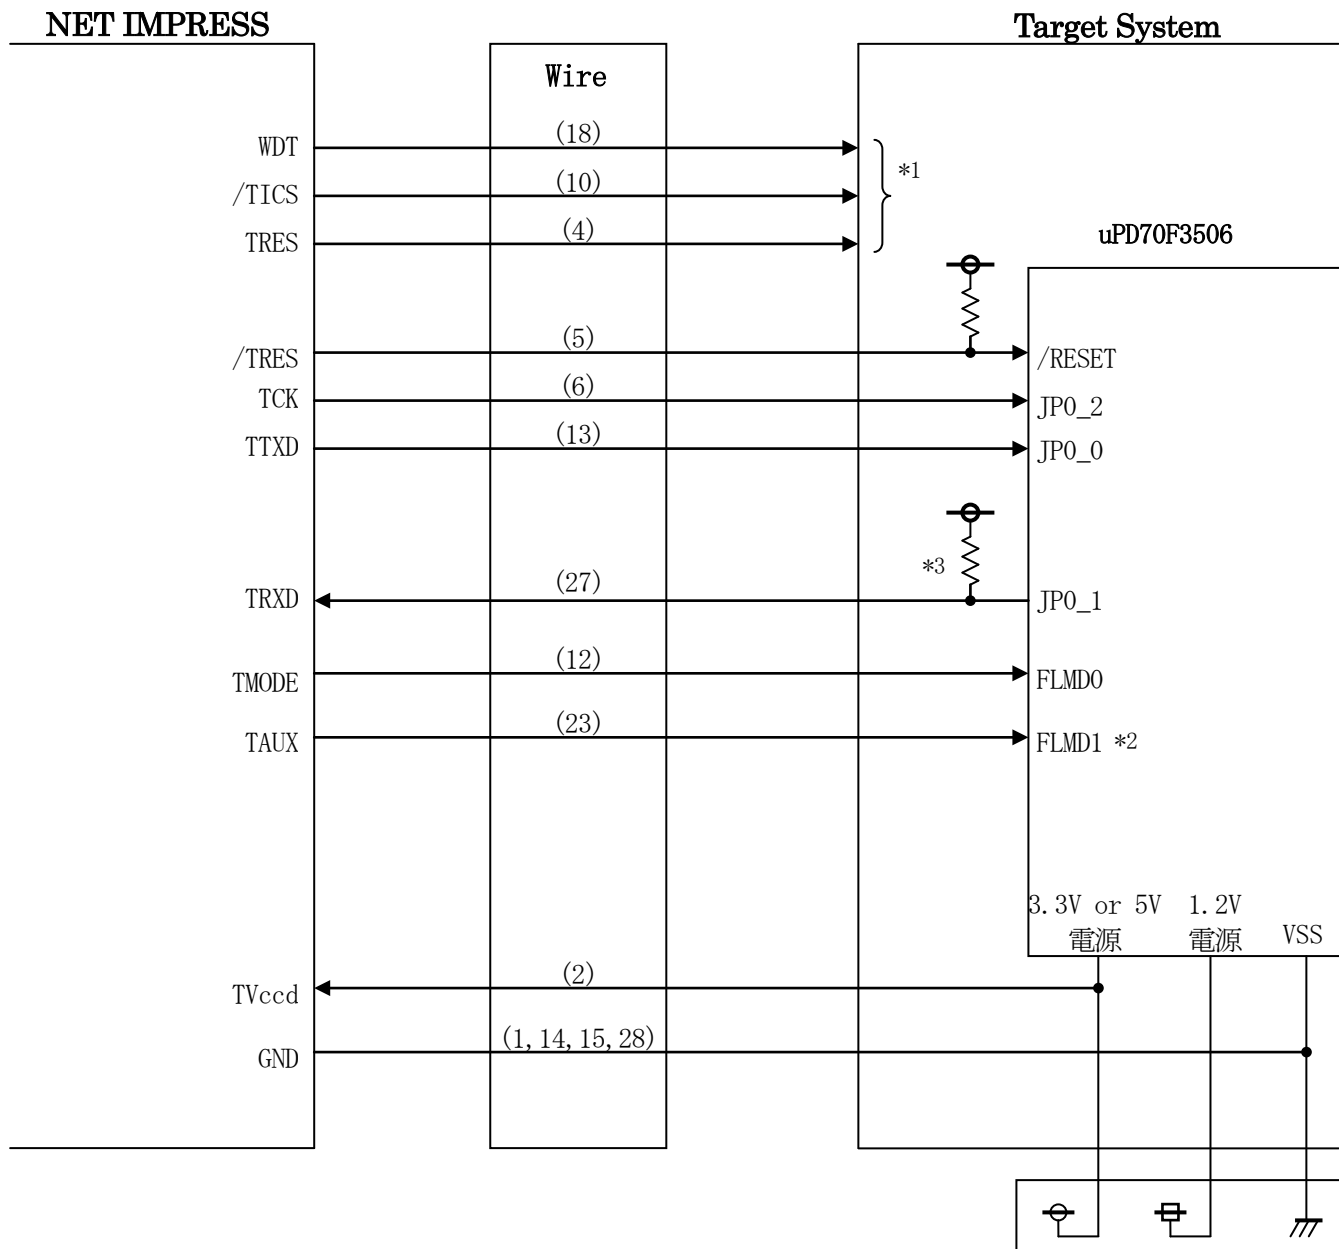 NET IMPRESS
Target System
Wire
WDT
(18)
*1
/TICS
(10)
TRES
(4)
uPD70F3506
/TRES
(5)
/RESET
TCK
(6)
JP0_2
TTXD
(13)
JP0_0
*3
TRXD
(27)
JP0_1
TMODE
(12)
FLMD0
TAUX
(23)
FLMD1 *2
3.3V or 5V
電源
1.2V
電源
VSS
TVccd
(2)
GND
(1,14,15,28)